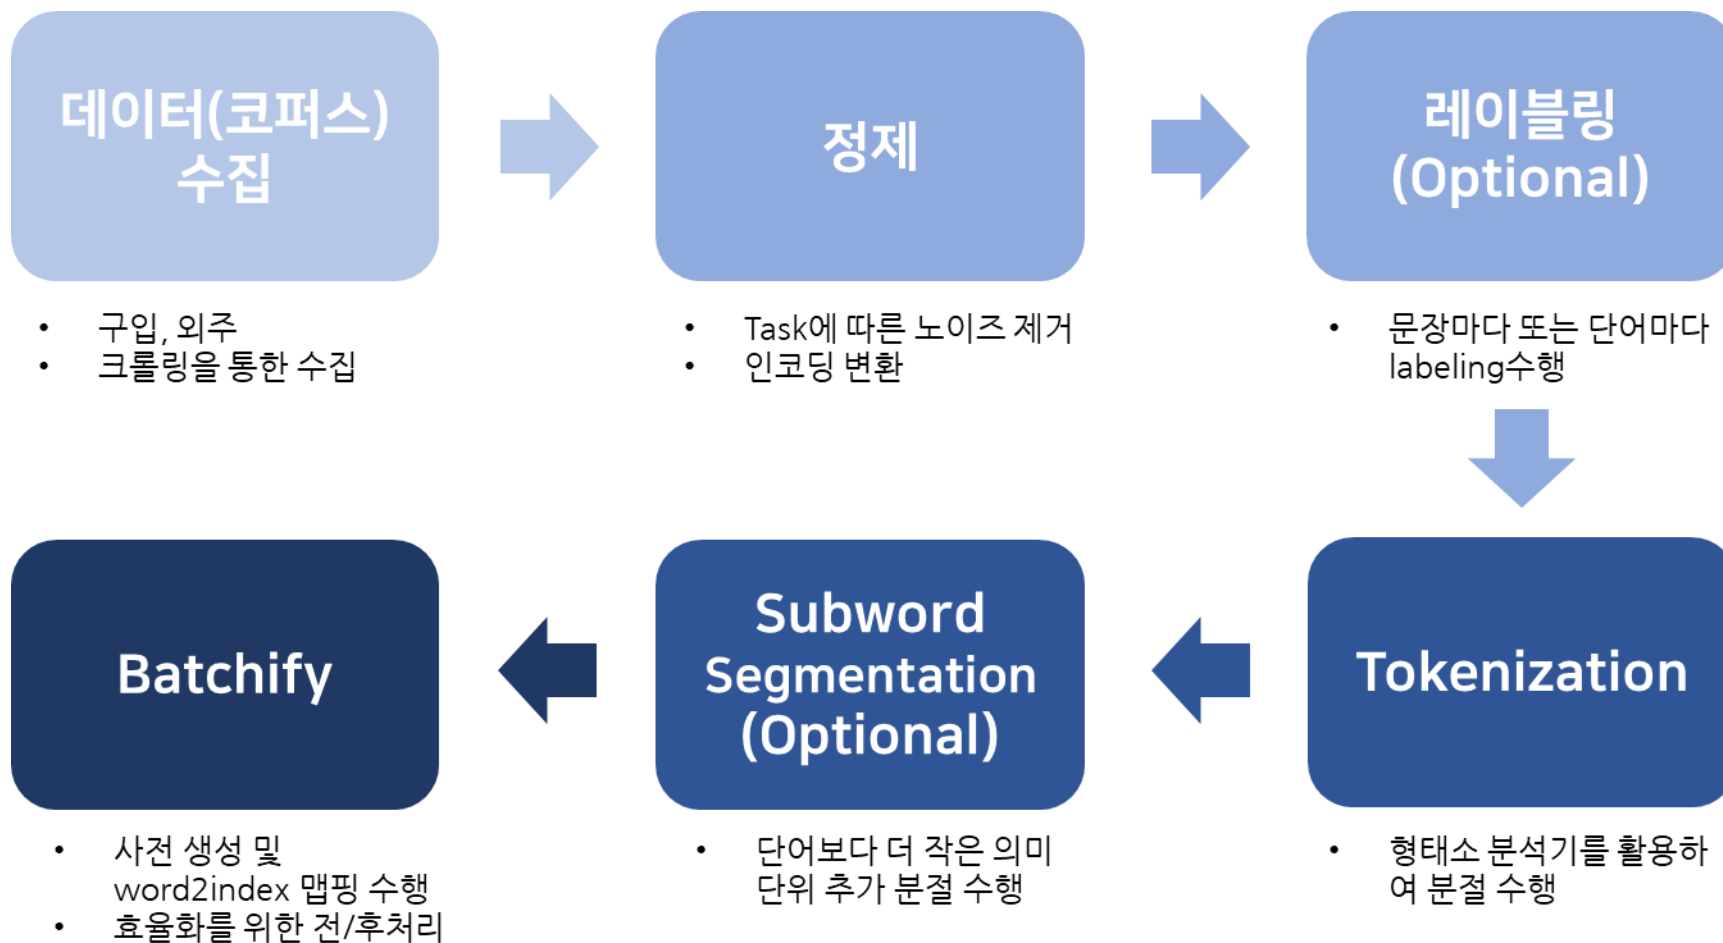 데이터(코퍼스)
수집
• 구입, 외주
• 크롤링을 통한 수집
정제
• Task에 따른 노이즈 제거
• 인코딩 변환
레이블링
(Optional)
• 문장마다 또는 단어마다
labeling수행
Tokenization
• 형태소 분석기를 활용하
여 분절 수행
Subword
Segmentation
(Optional)
• 단어보다 더 작은 의미
단위 추가 분절 수행
Batchify
• 사전 생성 및
word2index 맵핑 수행
• 효율화를 위한 전/후처리